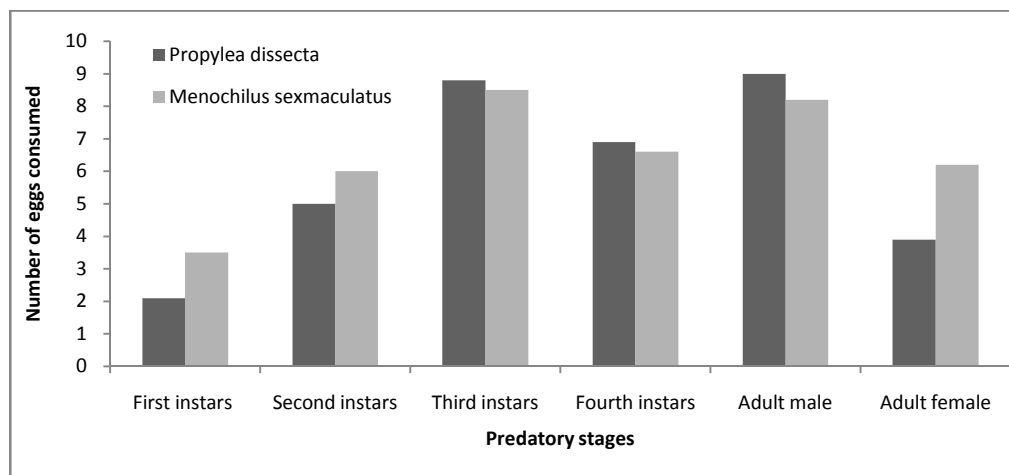 10
9
8
7
6
5
4
3
2
1
0
Number of eggs consumed
Propylea dissecta
Menochilus sexmaculatus
First instars
Second instars
Third instars
Fourth instars
Adult male
Adult female
Predatory stages